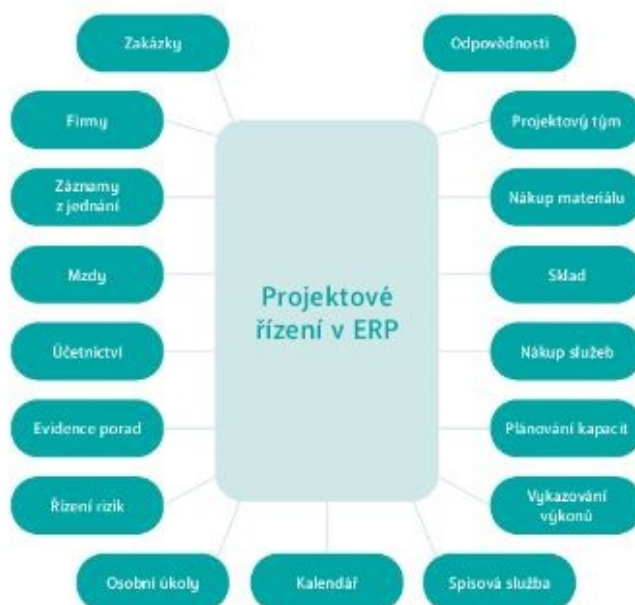 Zakázky
Odpovědnosti
Firmy
Projektový tým
Záznamy
z jednání
Nákup materiálu
Mzdy
Sklad
Projektové
řízení v ERP
Účetnictví
Nákup služeb
Evidence porad
Plánování kapacit
Řízení rizik
Vykazování
výkonů
Osobní úkoly
Kalendář
Spisová služba